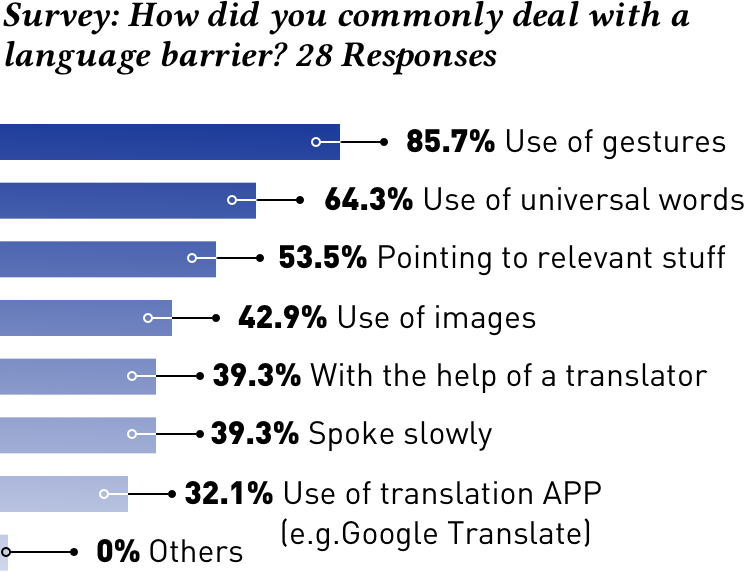 Survey: How did you commonly deal with a
language barrier? 28 Responses
85.7% Use of gestures
64.3% Use of universal words
53.5% Pointing to relevant stuff
42.9% Use of images
39.3% With the help of a translator
39.3% Spoke slowly
32.1% Use of translation APP
(e.g.Google Translate)
0% Others